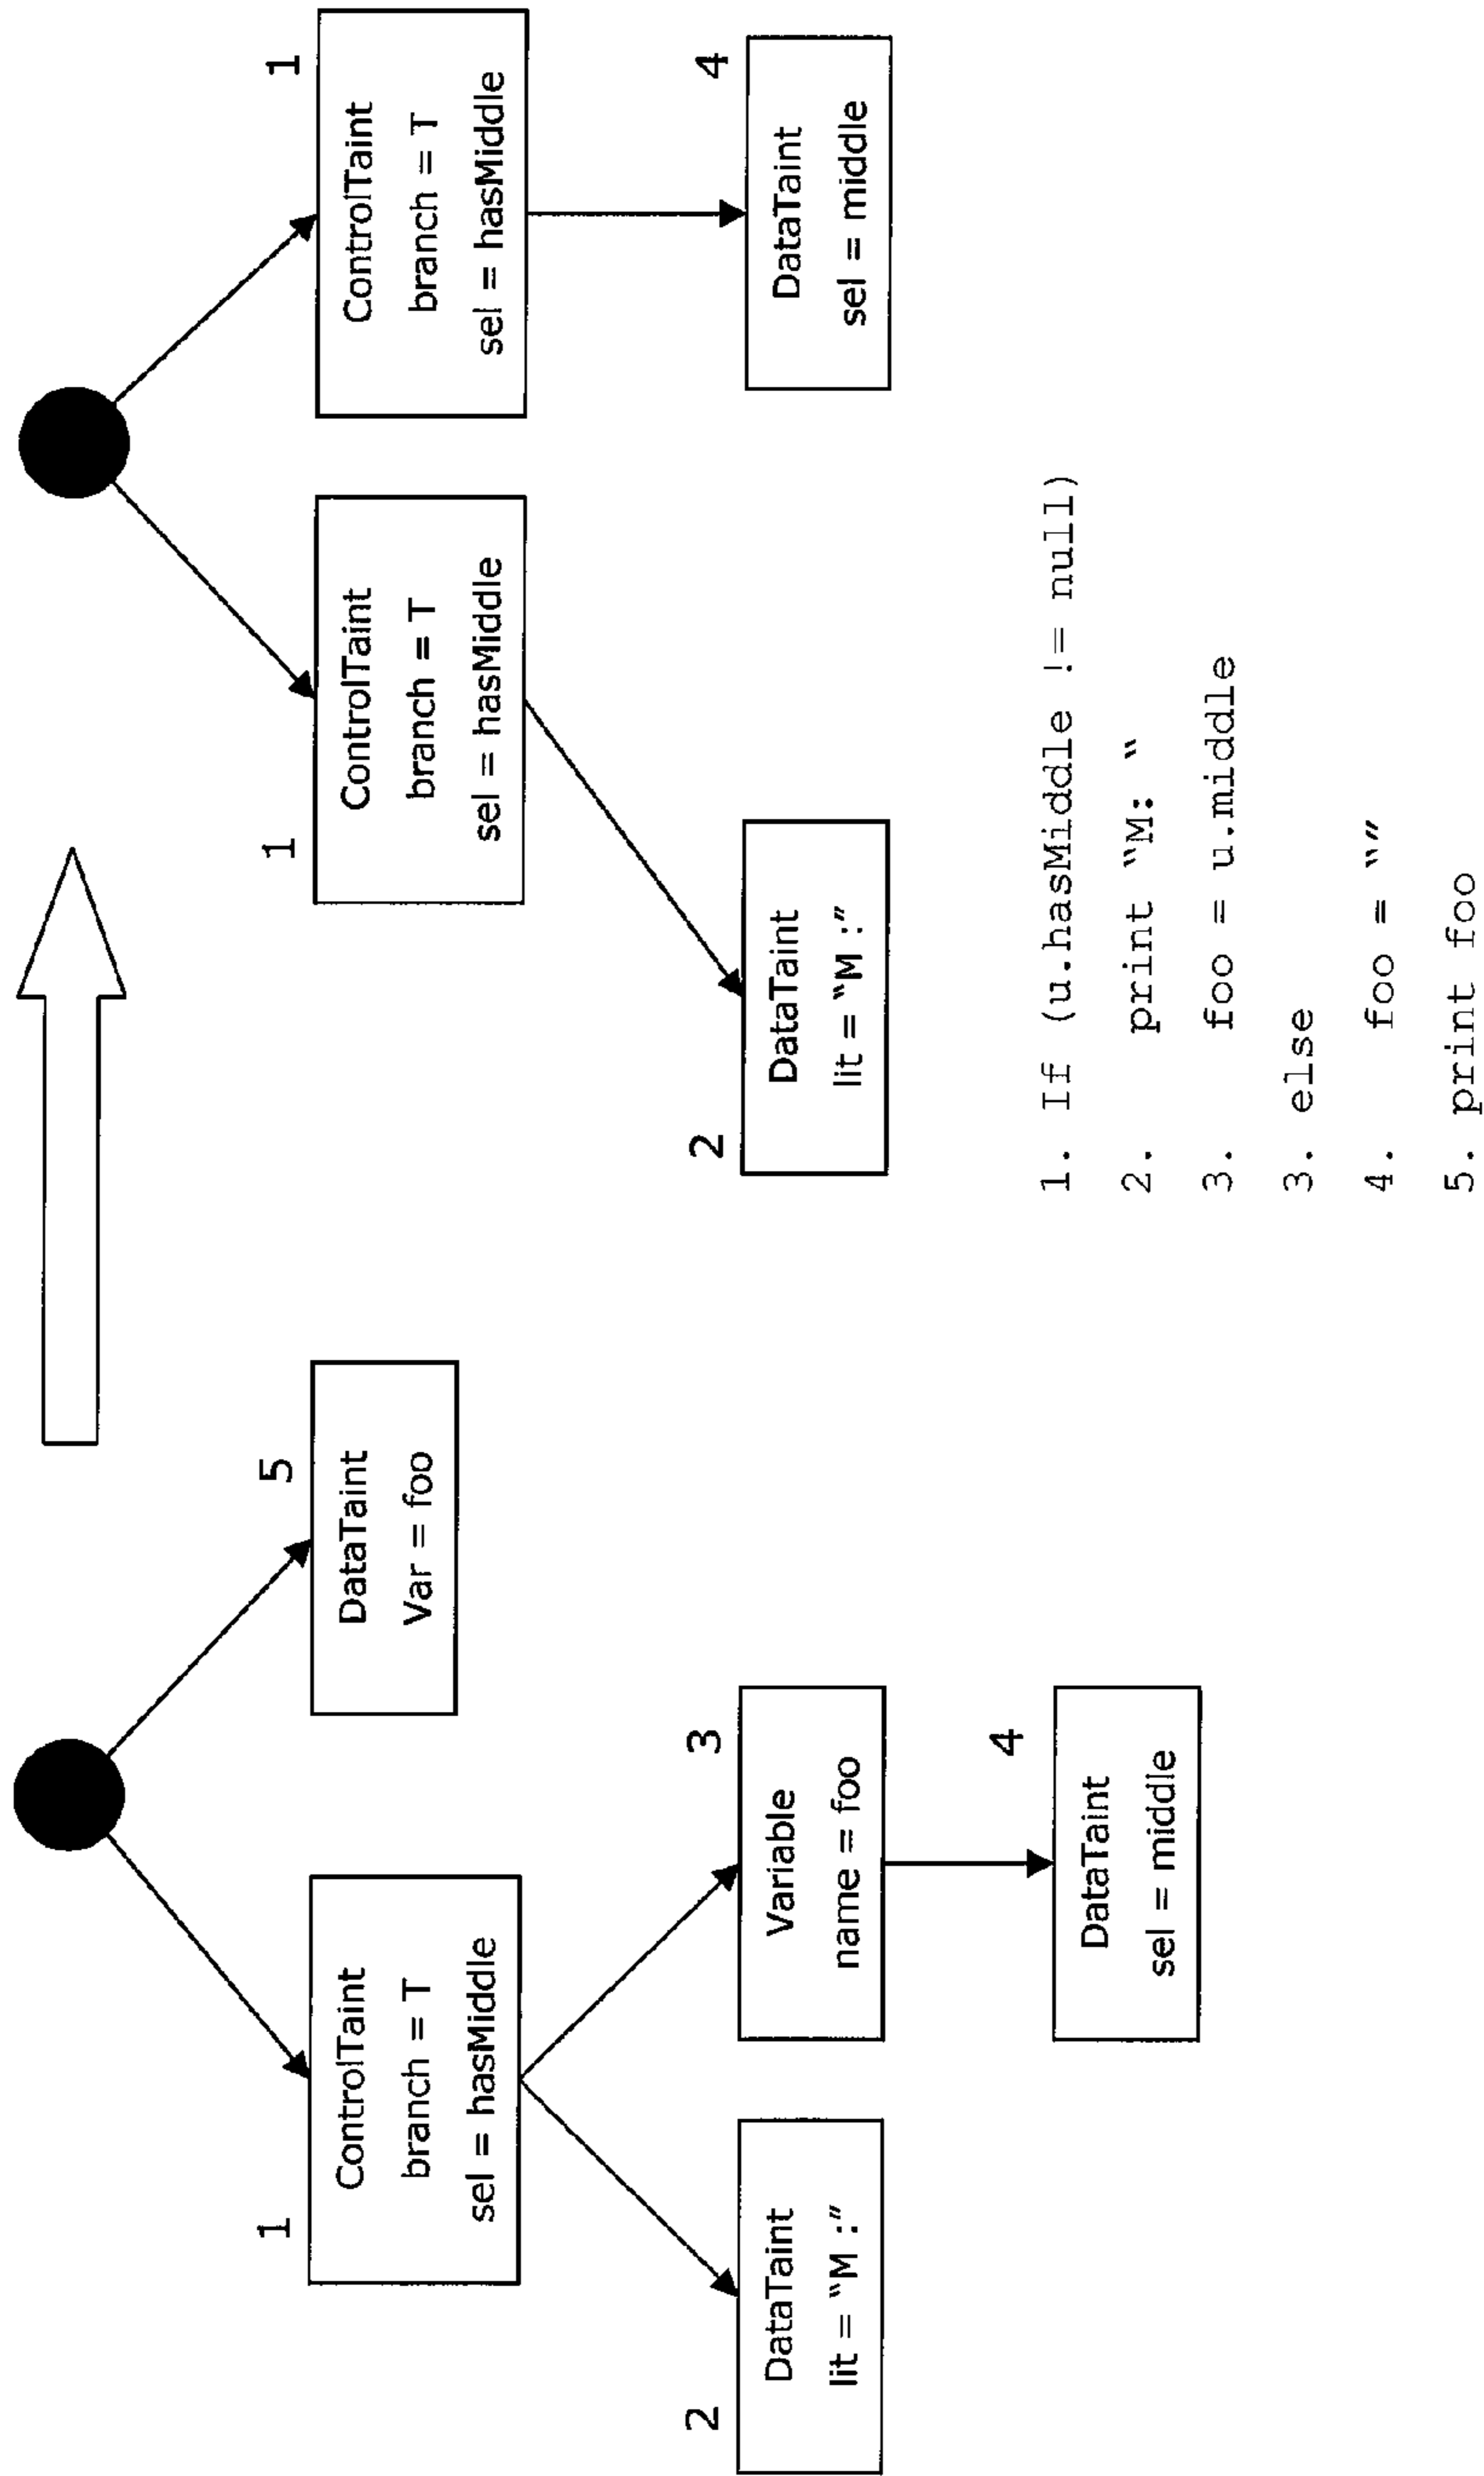 1
ControlTaint
branch = T
sel = hasMiddle
5
DataTaint
Var = foo
2
DataTaint
lit = “M :”
3
Variable
name = foo
4
DataTaint
sel = middle
1
ControlTaint
branch = T
sel = hasMiddle
1
ControlTaint
branch = T
sel = hasMiddle
2
DataTaint
lit = “M :”
4
DataTaint
sel = middle
1. If (u.hasMiddle != null)
2. print “M: “
3. foo = u.middle
3. else
4. foo = “”
5. print foo